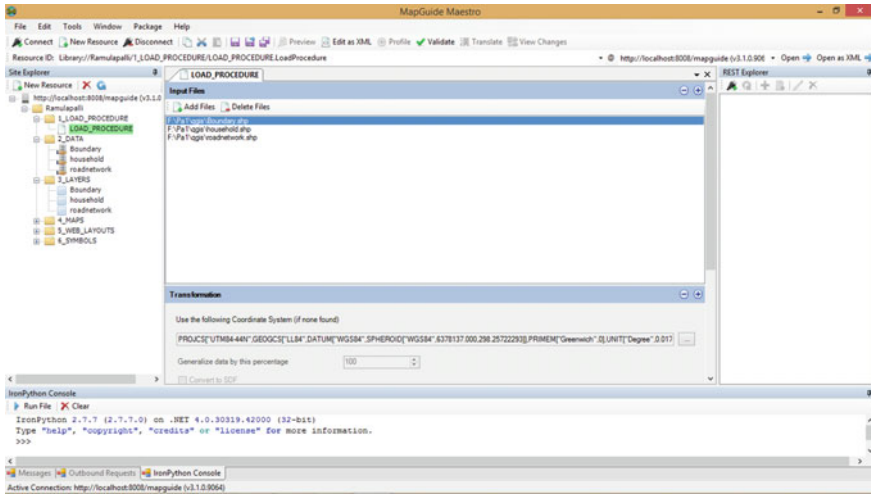 MapGuide Maestro
File Edit Tools Window Package Help
Connect New Resource Disconnect Preview Edit as XML Profile Validate Translate View Changes
Resource ID: Library://Ramulapalli/1_LOAD_PROCEDURE/LOAD_PROCEDURE.LoadProcedure @ http://localhost:8008/mapguide (v3.1.0.906 Open Open as XML
Site Explorer
New Resource
http://localhost:8008/mapguide (v3.1.0
Ramulapalli
1_LOAD_PROCEDURE
LOAD_PROCEDURE
2_DATA
Boundary
household
roadnetwork
3_LAYERS
Boundary
household
roadnetwork
4_MAPS
5_WEB_LAYOUTS
6_SYMBOLS
LOAD_PROCEDURE
Input Files
Add Files Delete Files
F:\Pa1\qgis\Boundary.shp
F:\Pa1\qgis\household.shp
F:\Pa1\qgis\roadnetwork.shp
Transformation
Use the following Coordinate System (if none found)
PROJCS["UTM84-44N",GEOGCS["LL84",DATUM["WGS84",SPHEROID["WGS84",6378137.000,298.25722293]],PRIMEM["Greenwich",0],UNIT["Degree",0.017
...
Generalize data by this percentage 100
Convert to SDF
REST Explorer
IronPython Console
Run File Clear
IronPython 2.7.7 (2.7.7.0) on .NET 4.0.30319.42000 (32-bit)
Type "help", "copyright", "credits" or "license" for more information.
>>>
Messages Outbound Requests IronPython Console
Active Connection: http://localhost:8008/mapguide (v3.1.0.9064)